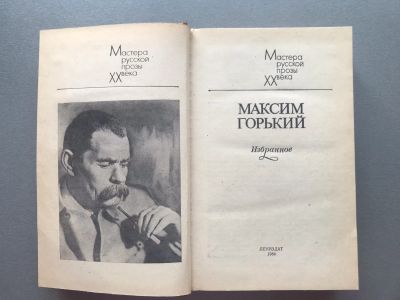 Мастера
русской
прозы
XX века
Мастера
русской
прозы
XX века
МАКСИМ
ГОРЬКИЙ
Избранное
ЛЕНИЗДАТ